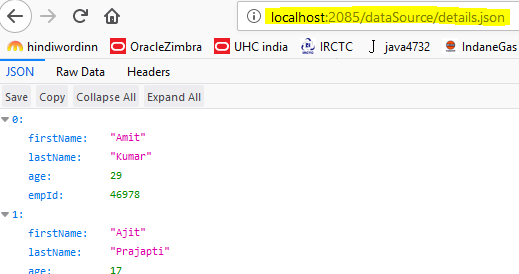 localhost:2085/dataSource/details.json
hindiwordinn OracleZimbra UHC india IRCTC java4732 IndaneGas
JSON Raw Data Headers
Save Copy Collapse All Expand All
0:
firstName: "Amit"
lastName: "Kumar"
age: 29
empId: 46978
1:
firstName: "Ajit"
lastName: "Prajapti"
age: 17